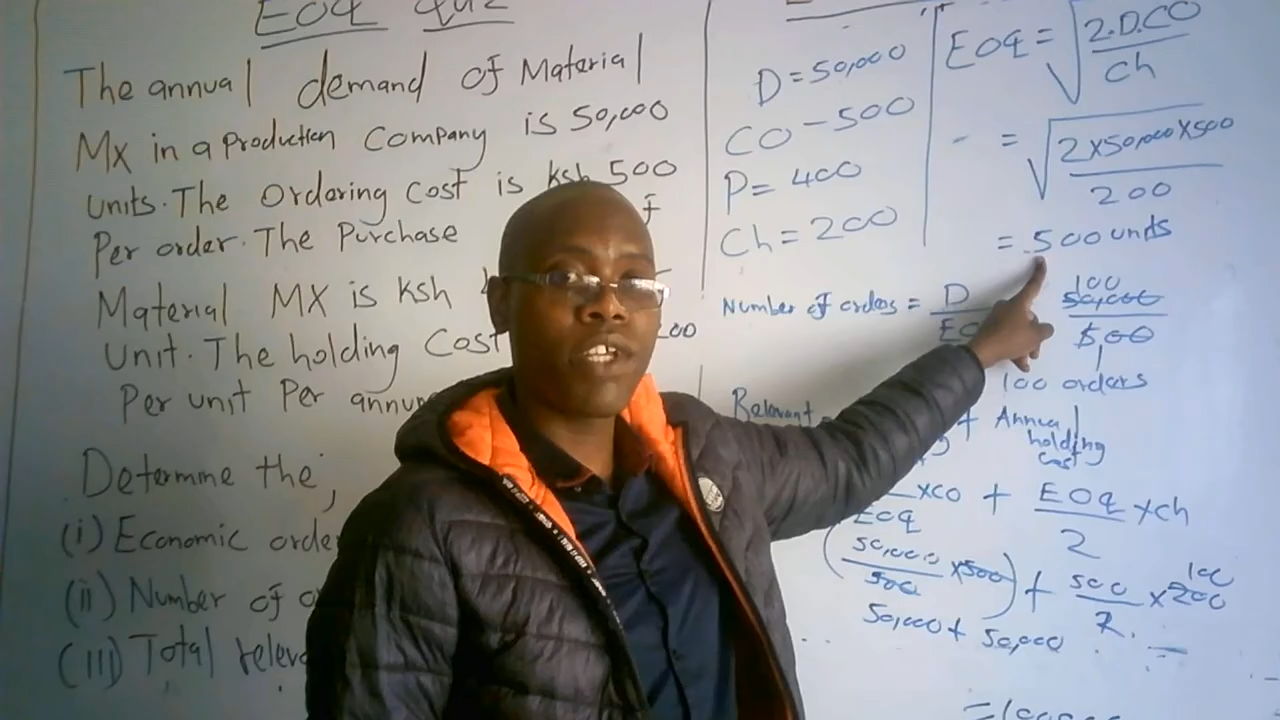 EOQ Quiz
The annual demand of Material
MX in a Production Company is 50,000
units. The Ordering Cost is ksh 500
Per order. The Purchase
Material MX is ksh
Unit. The holding Cost 200
Per unit Per annum
Determine the;
(i) Economic order
(ii) Number of
(iii) Total
D = 50,000
CO - 500
P = 400
Ch = 200
EOQ = √2.D.CO
Ch
= √2×50,000×500
200
= 500 units
Number of orders = D 100 50,000
500
1
100 orders
Relevant = + Annual
holding
cost
×CO + EOQ ×Ch
EOQ 2
(50,000 ×500) + 500 ×200 100
500 2
50,000 + 50,000 =